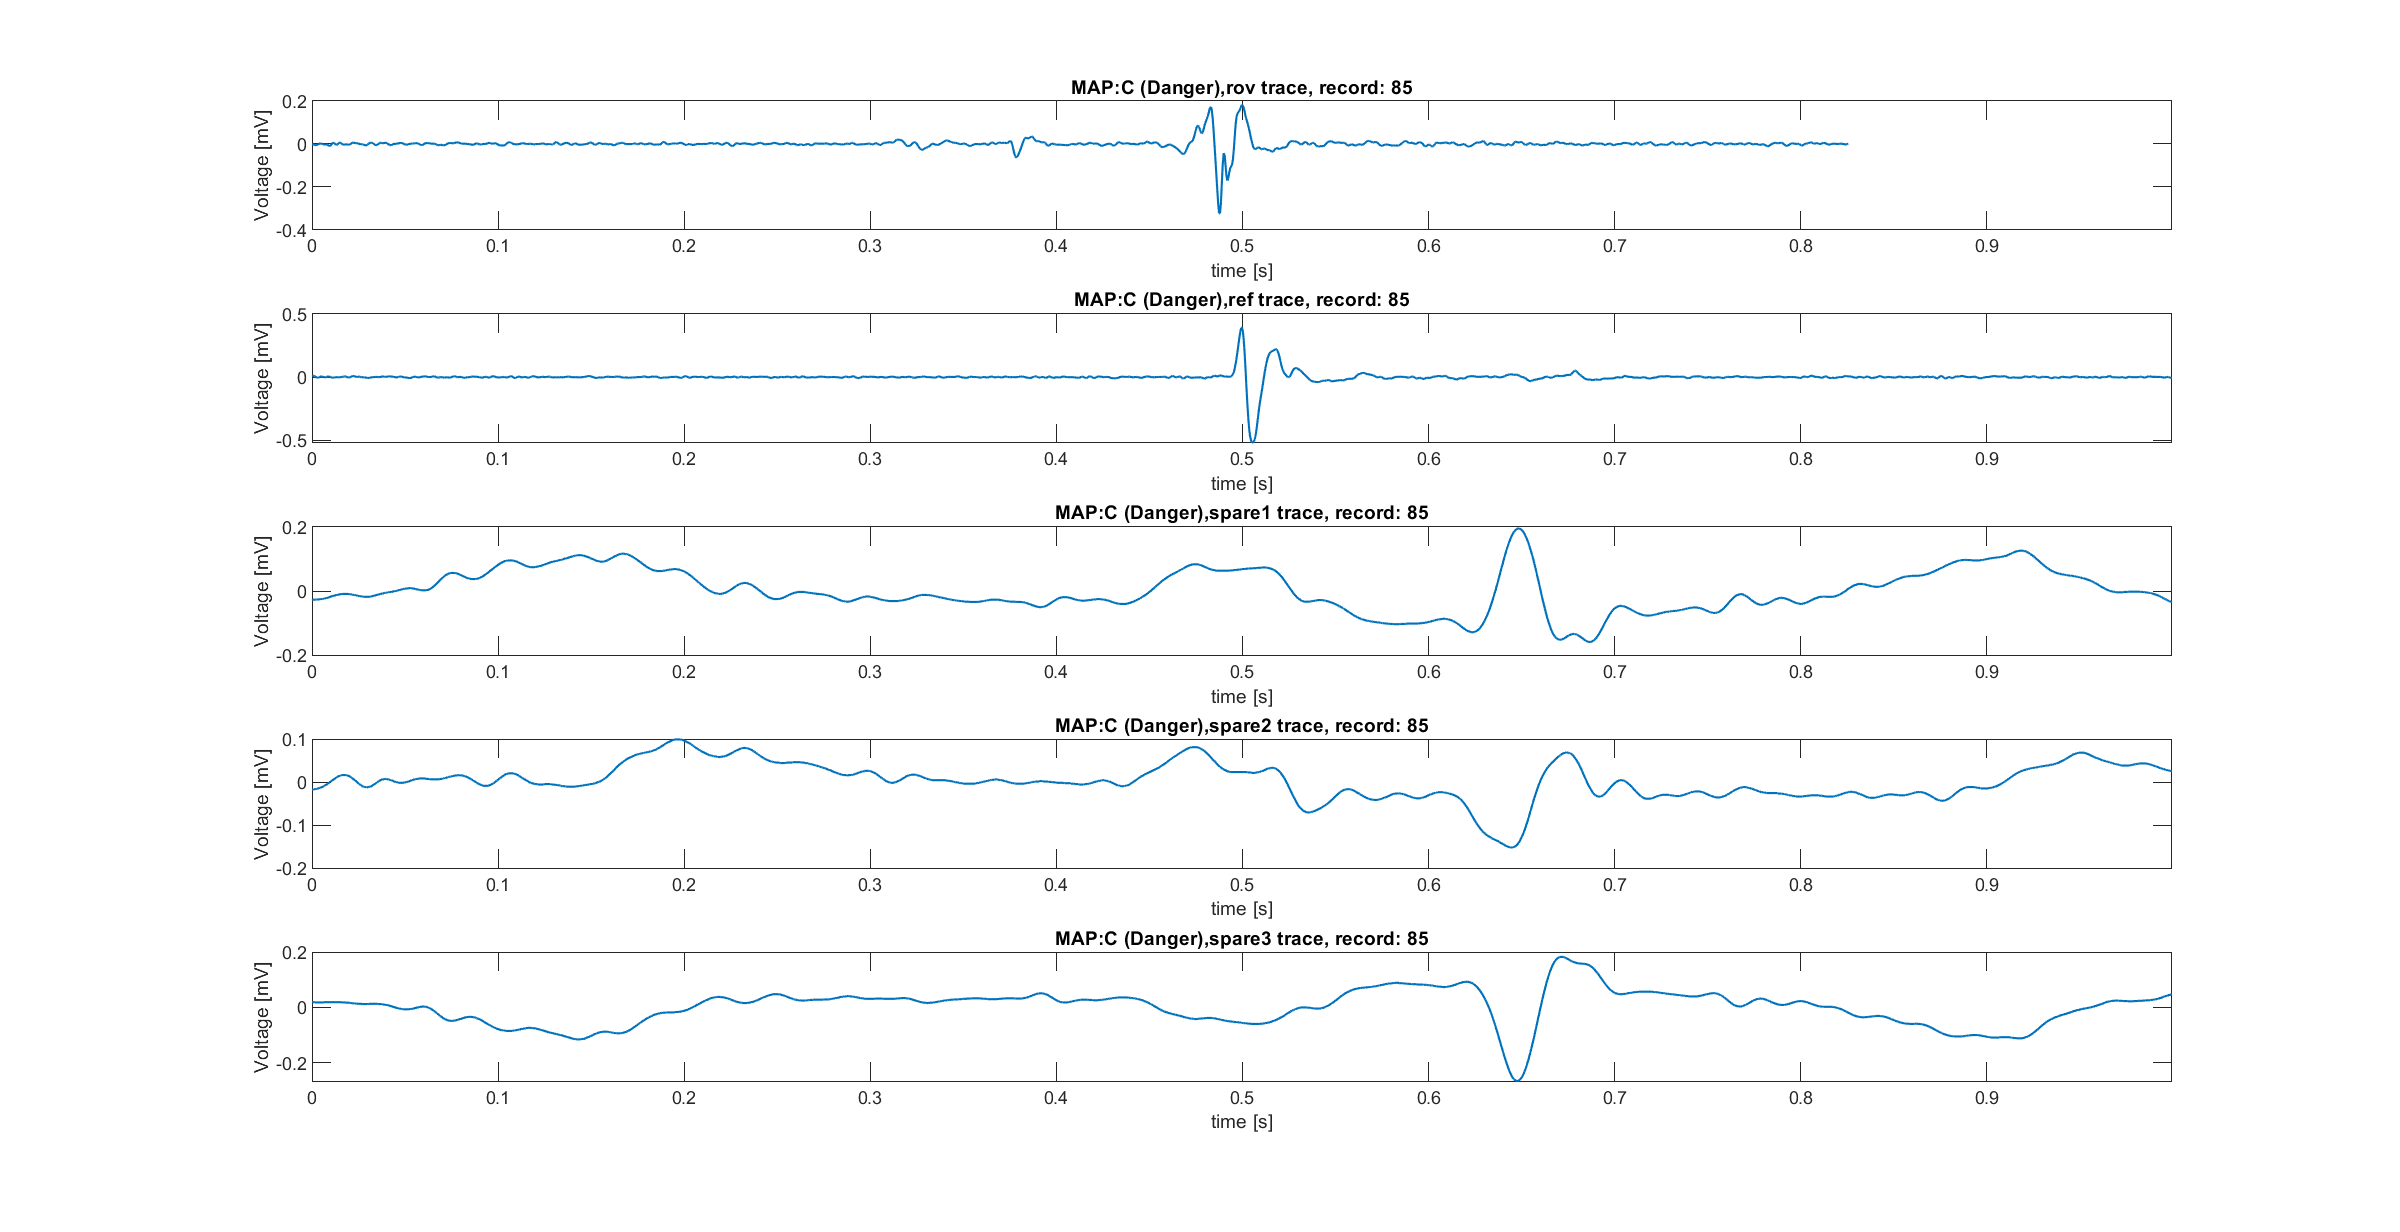 MAP:C (Danger),rov trace, record: 85
Voltage [mV]
0.2
0
-0.2
-0.4
0 0.1 0.2 0.3 0.4 0.5 0.6 0.7 0.8 0.9
time [s]
MAP:C (Danger),ref trace, record: 85
Voltage [mV]
0.5
0
-0.5
0 0.1 0.2 0.3 0.4 0.5 0.6 0.7 0.8 0.9
time [s]
MAP:C (Danger),spare1 trace, record: 85
Voltage [mV]
0.2
0
-0.2
0 0.1 0.2 0.3 0.4 0.5 0.6 0.7 0.8 0.9
time [s]
MAP:C (Danger),spare2 trace, record: 85
Voltage [mV]
0.1
0
-0.1
-0.2
0 0.1 0.2 0.3 0.4 0.5 0.6 0.7 0.8 0.9
time [s]
MAP:C (Danger),spare3 trace, record: 85
Voltage [mV]
0.2
0
-0.2
0 0.1 0.2 0.3 0.4 0.5 0.6 0.7 0.8 0.9
time [s]